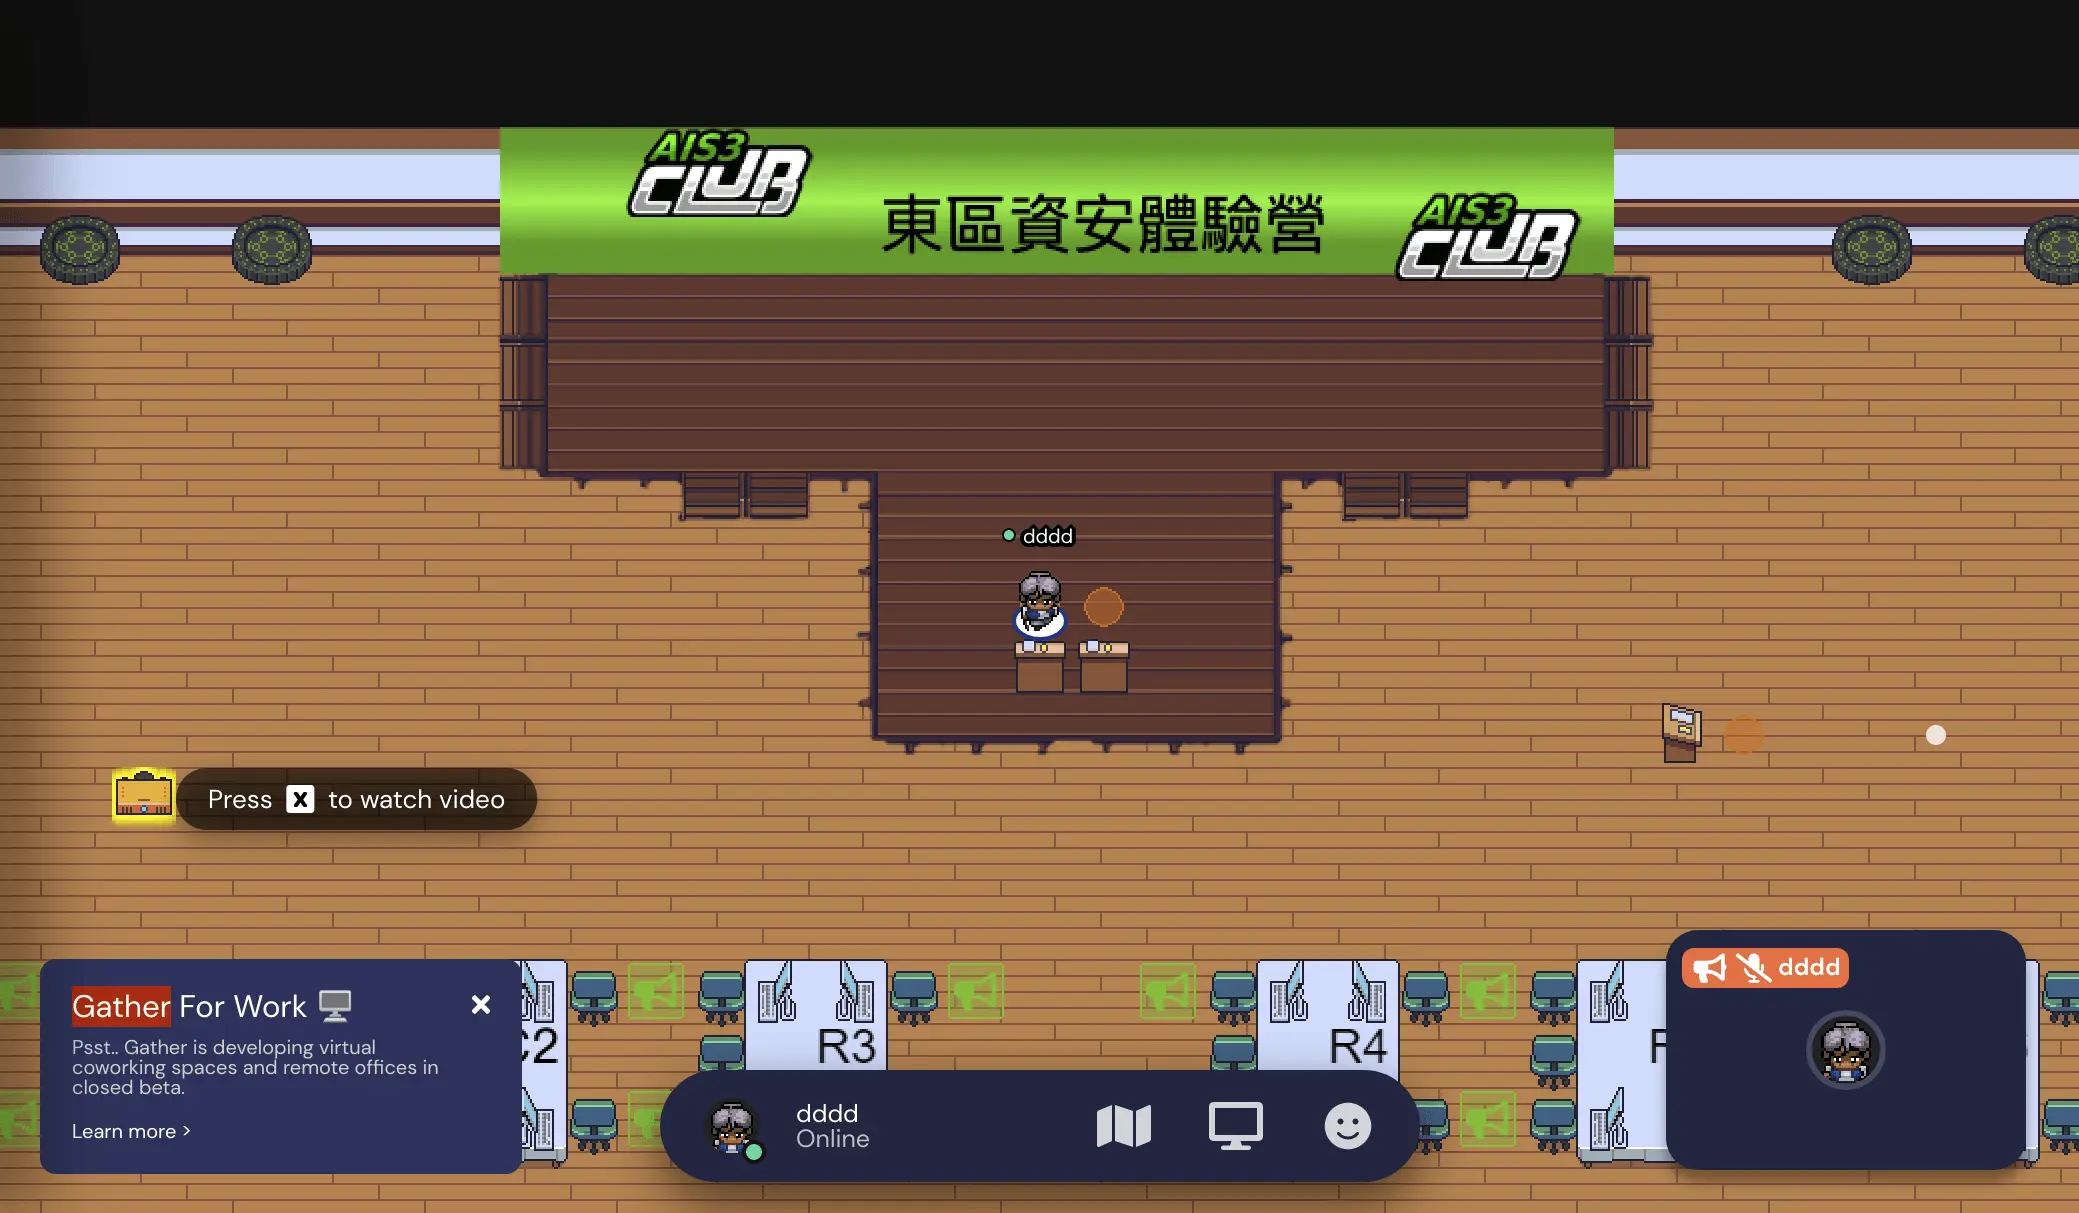 AIS3
CLUB
東區資安體驗營
AIS3
CLUB
dddd
Press X to watch video
Gather For Work
Psst.. Gather is developing virtual
coworking spaces and remote offices in
closed beta.
Learn more >
C2
R3
R4
dddd
Online
dddd